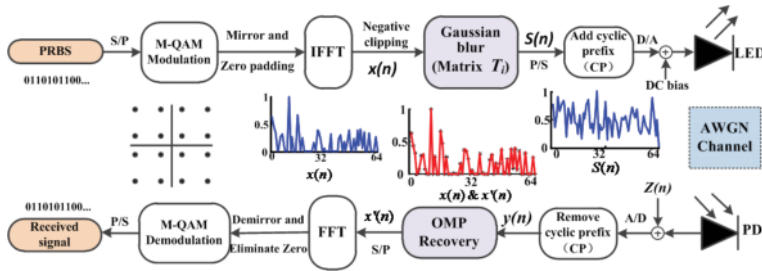 PRBS
0110101100...
S/P
M-QAM
Modulation
Mirror and
Zero padding
IFFT
Negative
clipping
x(n)
Gaussian
blur
(Matrix Ti)
S(n)
P/S
Add cyclic
prefix
(CP)
D/A
DC bias
LED
1
0.5
0
32
64
x(n)
1
0.5
0
32
64
x(n) & x'(n)
1
0.5
0
32
64
S(n)
AWGN
Channel
0110101100...
Received
signal
P/S
M-QAM
Demodulation
Demirror and
Eliminate Zero
FFT
x'(n)
S/P
OMP
Recovery
y(n)
Remove
cyclic prefix
(CP)
A/D
Z(n)
PD